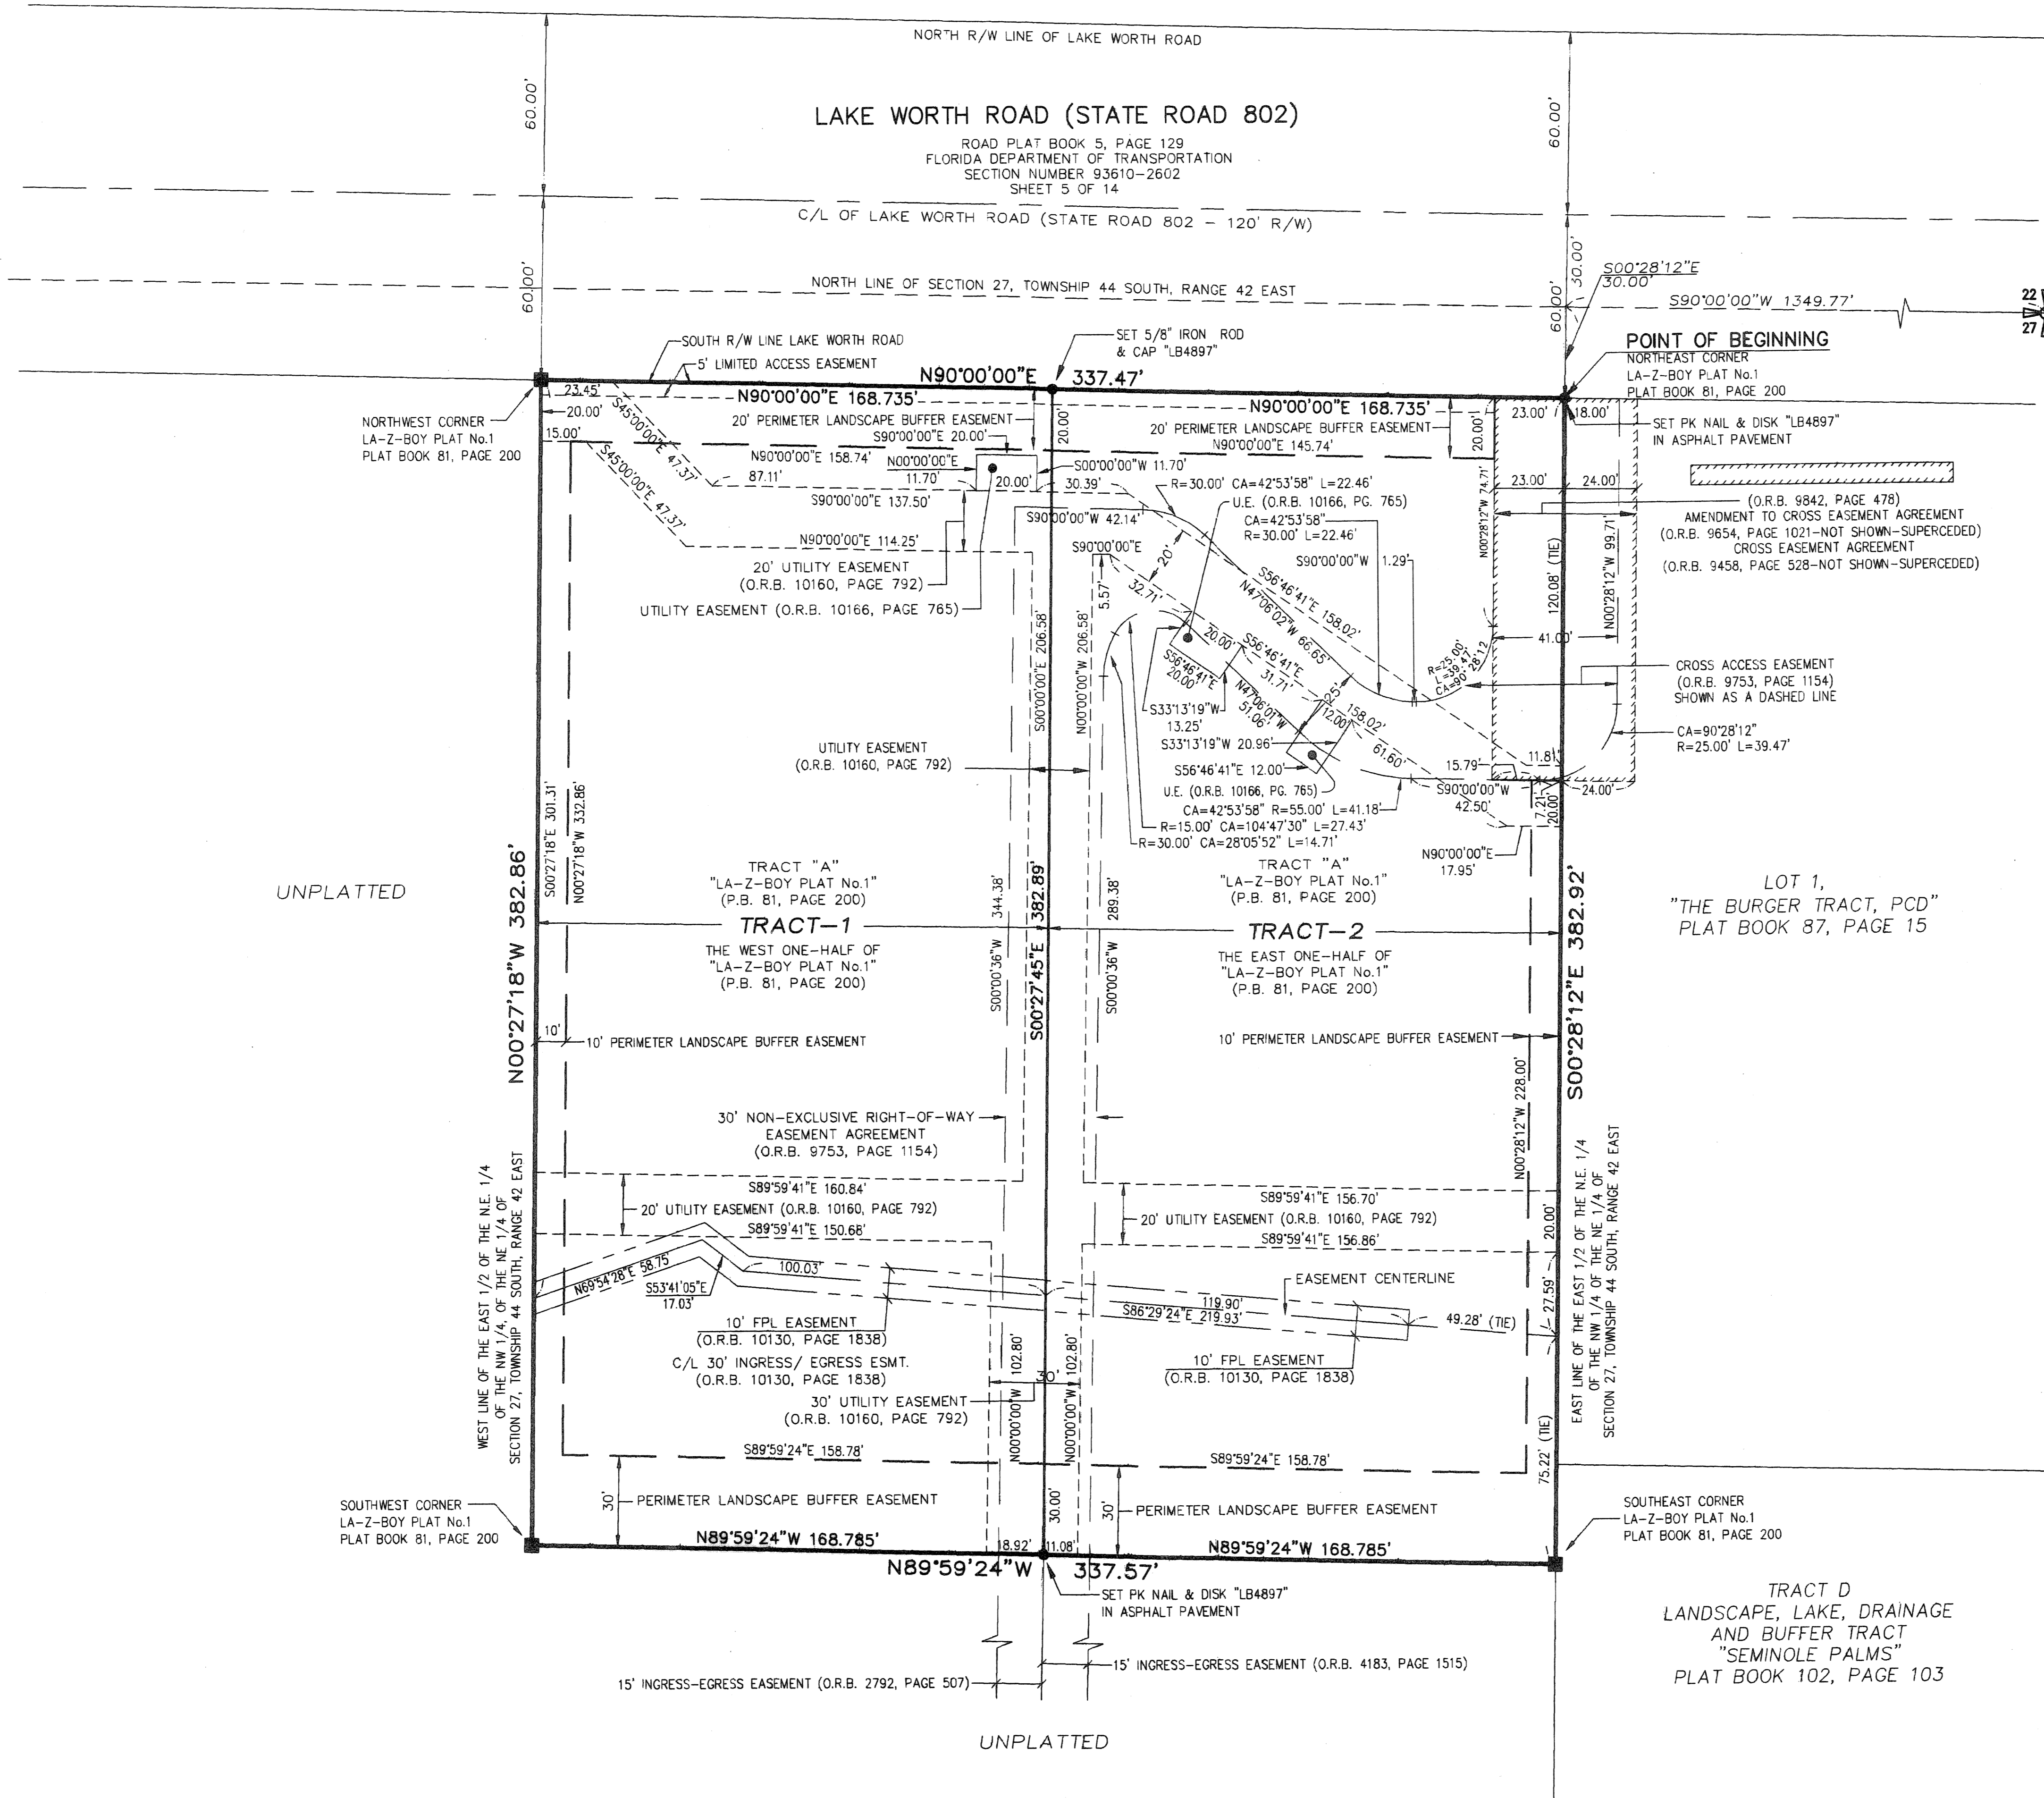 NORTH R/W LINE OF LAKE WORTH ROAD
60.00'
60.00'
LAKE WORTH ROAD (STATE ROAD 802)
ROAD PLAT BOOK 5, PAGE 129
FLORIDA DEPARTMENT OF TRANSPORTATION
SECTION NUMBER 93610-2602
SHEET 5 OF 14
C/L OF LAKE WORTH ROAD (STATE ROAD 802 - 120' R/W)
60.00'
60.00'
30.00'
S00°28'12"E
30.00'
NORTH LINE OF SECTION 27, TOWNSHIP 44 SOUTH, RANGE 42 EAST
S90°00'00"W 1349.77'
22
27
SOUTH R/W LINE LAKE WORTH ROAD
5' LIMITED ACCESS EASEMENT
SET 5/8" IRON ROD
& CAP "LB4897"
POINT OF BEGINNING
NORTHEAST CORNER
LA-Z-BOY PLAT No.1
PLAT BOOK 81, PAGE 200
N90°00'00"E 337.47'
NORTHWEST CORNER
LA-Z-BOY PLAT No.1
PLAT BOOK 81, PAGE 200
23.45'
20.00'
15.00'
N90°00'00"E 168.735'
N90°00'00"E 168.735'
23.00'
18.00'
SET PK NAIL & DISK "LB4897"
IN ASPHALT PAVEMENT
20' PERIMETER LANDSCAPE BUFFER EASEMENT
20.00'
20' PERIMETER LANDSCAPE BUFFER EASEMENT
20.00'
S90°00'00"E 20.00'
N90°00'00"E 145.74'
S45°00'00"E 47.37'
S45°00'00"E 47.37'
N90°00'00"E 158.74'
N00°00'00"E
11.70'
S00°00'00"W 11.70'
87.11'
20.00'
30.39'
S90°00'00"E 137.50'
R=30.00' CA=42°53'58" L=22.46'
U.E. (O.R.B. 10166, PG. 765)
CA=42°53'58"
R=30.00' L=22.46'
S90°00'00"W 42.14'
S90°00'00"E
20'
S90°00'00"W 1.29'
N00°28'12"W 74.71'
23.00'
24.00'
(O.R.B. 9842, PAGE 478)
AMENDMENT TO CROSS EASEMENT AGREEMENT
(O.R.B. 9654, PAGE 1021-NOT SHOWN-SUPERCEDED)
CROSS EASEMENT AGREEMENT
(O.R.B. 9458, PAGE 528-NOT SHOWN-SUPERCEDED)
120.08' (TIE)
N00°28'12"W 99.71'
N90°00'00"E 114.25'
20' UTILITY EASEMENT
(O.R.B. 10160, PAGE 792)
UTILITY EASEMENT (O.R.B. 10166, PAGE 765)
5.57'
32.71'
S56°46'41"E 158.02'
N47°06'02"W 66.65'
20.00'
S56°46'41"E
31.71'
S56°46'41"E
20.00'
S33°13'19"W
13.25'
N47°06'01"W
51.06'
25'
12.00'
158.02'
61.60'
R=25.00'
L=39.47'
CA=90°28'12
41.00'
CROSS ACCESS EASEMENT
(O.R.B. 9753, PAGE 1154)
SHOWN AS A DASHED LINE
CA=90°28'12"
R=25.00' L=39.47'
S00°00'00"E 206.58'
N00°00'00"W 206.58'
S33°13'19"W 20.96'
S56°46'41"E 12.00'
U.E. (O.R.B. 10166, PG. 765)
15.79'
11.81'
S90°00'00"W
42.50'
7.21'
20.00'
24.00'
CA=42°53'58" R=55.00' L=41.18'
R=15.00' CA=104°47'30" L=27.43'
R=30.00' CA=28°05'52" L=14.71'
N90°00'00"E
17.95'
UTILITY EASEMENT
(O.R.B. 10160, PAGE 792)
S00°27'18"E 301.31'
N00°27'18"W 332.86'
N00°27'18"W 382.86'
UNPLATTED
TRACT "A"
"LA-Z-BOY PLAT No.1"
(P.B. 81, PAGE 200)
TRACT-1
THE WEST ONE-HALF OF
"LA-Z-BOY PLAT No.1"
(P.B. 81, PAGE 200)
S00°00'36"W 344.38'
S00°27'45"E 382.89'
S00°00'36"W 289.38'
TRACT "A"
"LA-Z-BOY PLAT No.1"
(P.B. 81, PAGE 200)
TRACT-2
THE EAST ONE-HALF OF
"LA-Z-BOY PLAT No.1"
(P.B. 81, PAGE 200)
S00°28'12"E 382.92'
LOT 1,
"THE BURGER TRACT, PCD"
PLAT BOOK 87, PAGE 15
10'
10' PERIMETER LANDSCAPE BUFFER EASEMENT
10' PERIMETER LANDSCAPE BUFFER EASEMENT
N00°28'12"W 228.00'
30' NON-EXCLUSIVE RIGHT-OF-WAY
EASEMENT AGREEMENT
(O.R.B. 9753, PAGE 1154)
WEST LINE OF THE EAST 1/2 OF THE N.E. 1/4
OF THE NW 1/4, OF THE NE 1/4 OF
SECTION 27, TOWNSHIP 44 SOUTH, RANGE 42 EAST
S89°59'41"E 160.84'
20' UTILITY EASEMENT (O.R.B. 10160, PAGE 792)
S89°59'41"E 150.68'
S89°59'41"E 156.70'
20' UTILITY EASEMENT (O.R.B. 10160, PAGE 792)
S89°59'41"E 156.86'
20.00'
27.59'
EAST LINE OF THE EAST 1/2 OF THE N.E. 1/4
OF THE NW 1/4 OF THE NE 1/4 OF
SECTION 27, TOWNSHIP 44 SOUTH, RANGE 42 EAST
N69°54'28"E 58.75'
S53°41'05"E
17.03'
100.03'
EASEMENT CENTERLINE
119.90'
S86°29'24"E 219.93'
49.28' (TIE)
10' FPL EASEMENT
(O.R.B. 10130, PAGE 1838)
C/L 30' INGRESS/ EGRESS ESMT.
(O.R.B. 10130, PAGE 1838)
30' UTILITY EASEMENT
(O.R.B. 10160, PAGE 792)
N00°00'00"W 102.80'
30'
N00°00'00"W 102.80'
10' FPL EASEMENT
(O.R.B. 10130, PAGE 1838)
75.22' (TIE)
S89°59'24"E 158.78'
S89°59'24"E 158.78'
30'
PERIMETER LANDSCAPE BUFFER EASEMENT
30.00'
30'
PERIMETER LANDSCAPE BUFFER EASEMENT
SOUTHWEST CORNER
LA-Z-BOY PLAT No.1
PLAT BOOK 81, PAGE 200
SOUTHEAST CORNER
LA-Z-BOY PLAT No.1
PLAT BOOK 81, PAGE 200
N89°59'24"W 168.785'
18.92'
11.08'
N89°59'24"W 168.785'
N89°59'24"W 337.57'
SET PK NAIL & DISK "LB4897"
IN ASPHALT PAVEMENT
TRACT D
LANDSCAPE, LAKE, DRAINAGE
AND BUFFER TRACT
"SEMINOLE PALMS"
PLAT BOOK 102, PAGE 103
15' INGRESS-EGRESS EASEMENT (O.R.B. 4183, PAGE 1515)
15' INGRESS-EGRESS EASEMENT (O.R.B. 2792, PAGE 507)
UNPLATTED